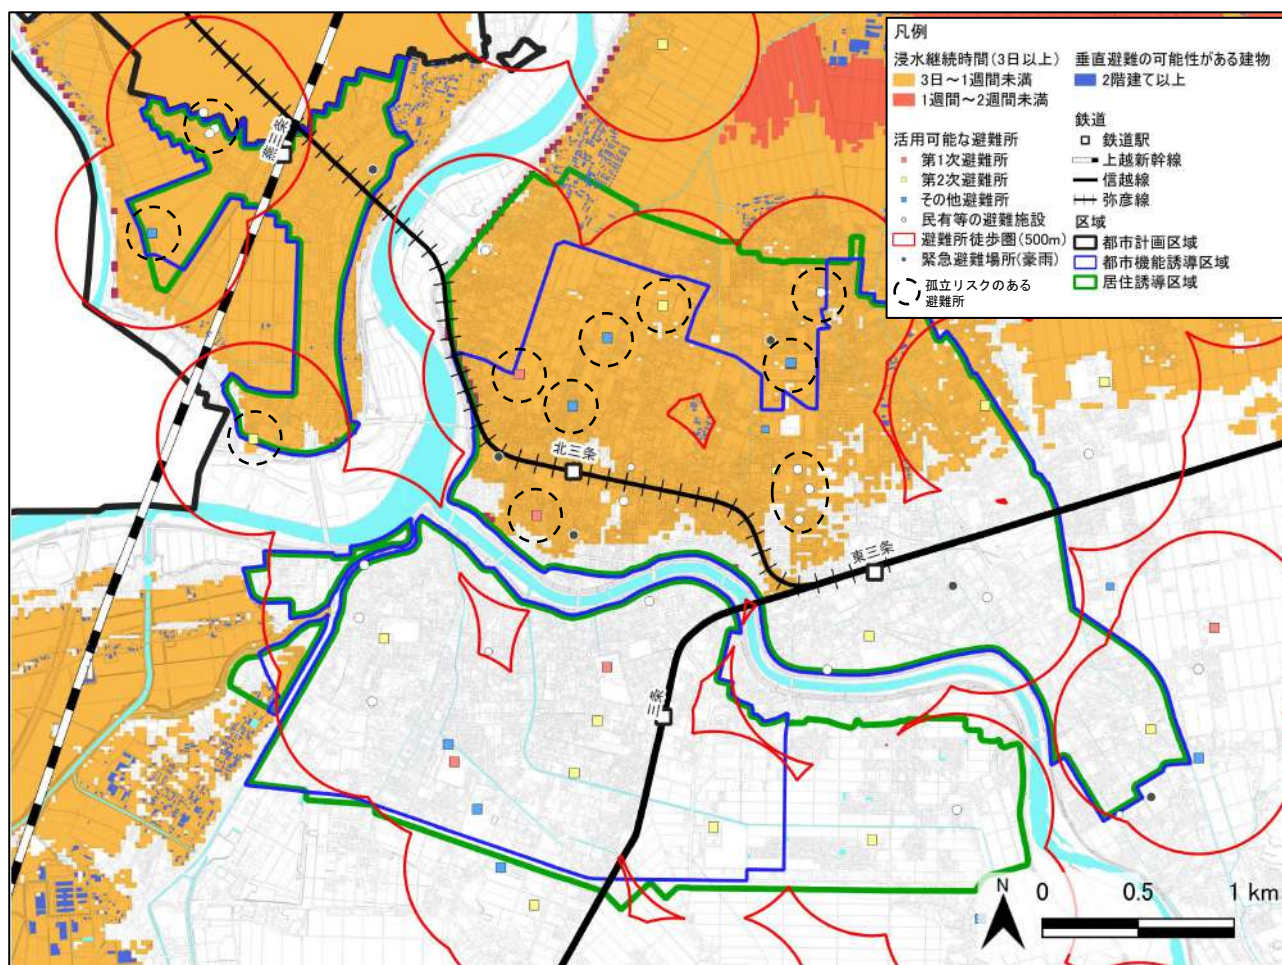 凡例
浸水継続時間(3日以上)
3日～1週間未満
1週間～2週間未満
垂直避難の可能性がある建物
2階建て以上
活用可能な避難所
第1次避難所
第2次避難所
その他避難所
民有等の避難施設
避難所徒歩圏(500m)
緊急避難場所(豪雨)
孤立リスクのある
避難所
鉄道
鉄道駅
上越新幹線
信越線
弥彦線
区域
都市計画区域
都市機能誘導区域
居住誘導区域
燕三条
北三条
東三条
三条
N
0 0.5 1 km